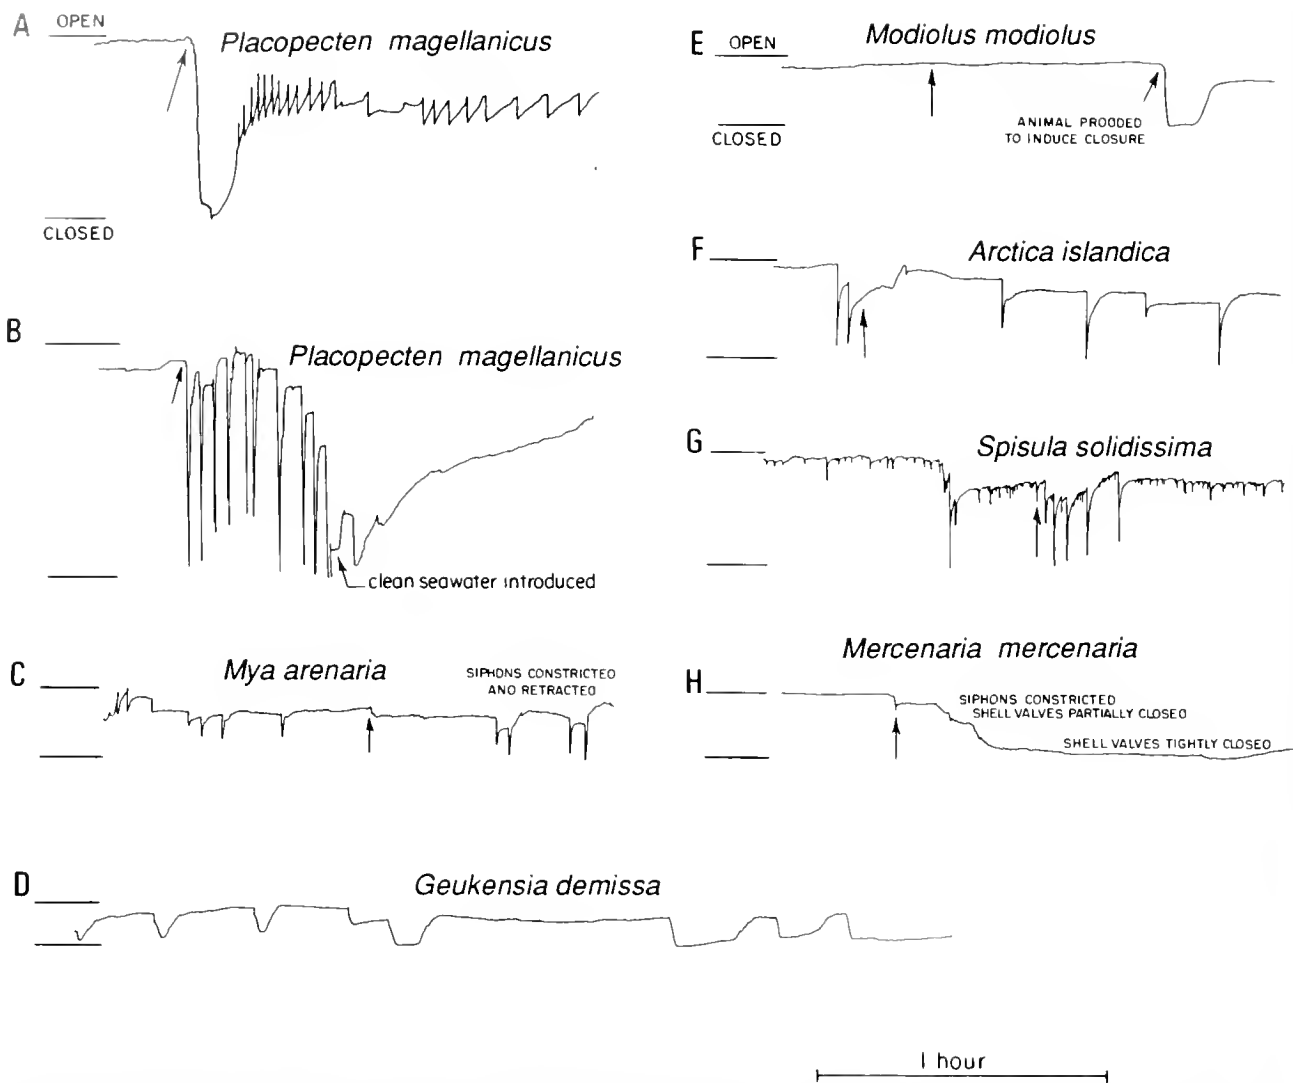 A
OPEN
Placopecten magellanicus
CLOSED
B
Placopecten magellanicus
clean seawater introduced
C
Mya arenaria
SIPHONS CONSTRICTED
ANO RETRACTED
D
Geukensia demissa
E
OPEN
Modiolus modiolus
CLOSED
ANIMAL PROODED
TO INDUCE CLOSURE
F
Arctica islandica
G
Spisula solidissima
Mercenaria mercenaria
H
SIPHONS CONSTRICTED
SHELL VALVES PARTIALLY CLOSED
SHELL VALVES TIGHTLY CLOSED
1 hour